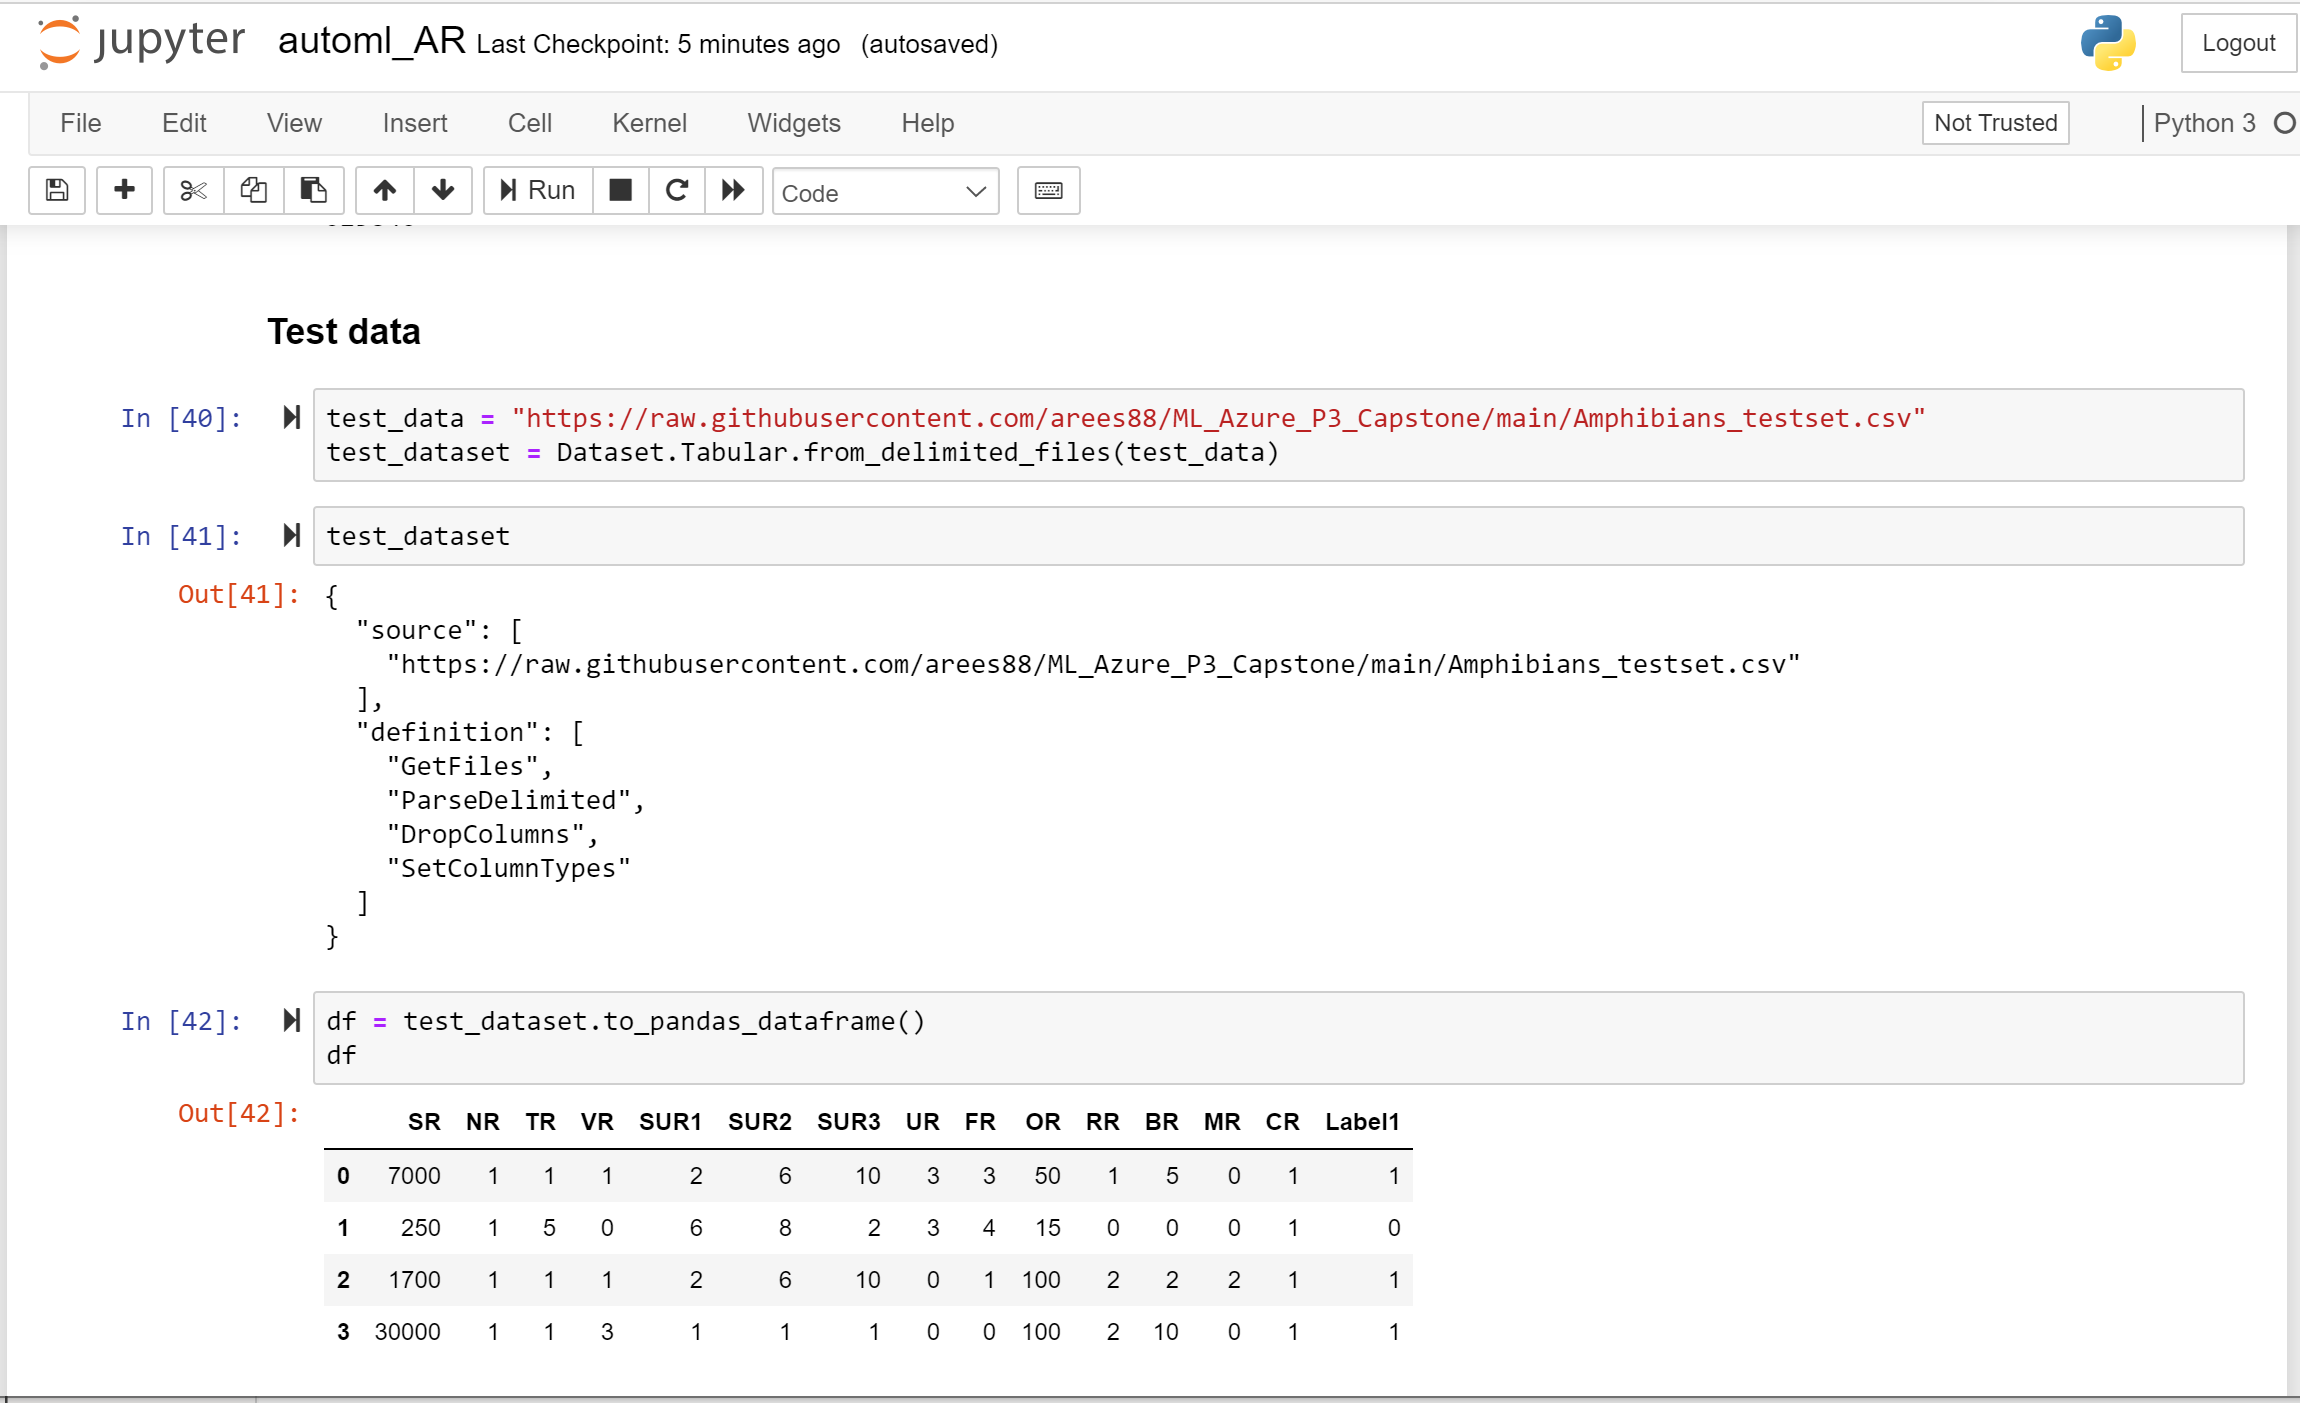 jupyter automl_AR Last Checkpoint: 5 minutes ago (autosaved) Logout
File Edit View Insert Cell Kernel Widgets Help Not Trusted Python 3
Run Code
Test data
In [40]: test_data = "https://raw.githubusercontent.com/arees88/ML_Azure_P3_Capstone/main/Amphibians_testset.csv"
test_dataset = Dataset.Tabular.from_delimited_files(test_data)
In [41]: test_dataset
Out[41]: {
"source": [
"https://raw.githubusercontent.com/arees88/ML_Azure_P3_Capstone/main/Amphibians_testset.csv"
],
"definition": [
"GetFiles",
"ParseDelimited",
"DropColumns",
"SetColumnTypes"
]
}
In [42]: df = test_dataset.to_pandas_dataframe()
df
Out[42]: SR NR TR VR SUR1 SUR2 SUR3 UR FR OR RR BR MR CR Label1
0 7000 1 1 1 2 6 10 3 3 50 1 5 0 1 1
1 250 1 5 0 6 8 2 3 4 15 0 0 0 1 0
2 1700 1 1 1 2 6 10 0 1 100 2 2 2 1 1
3 30000 1 1 3 1 1 1 0 0 100 2 10 0 1 1